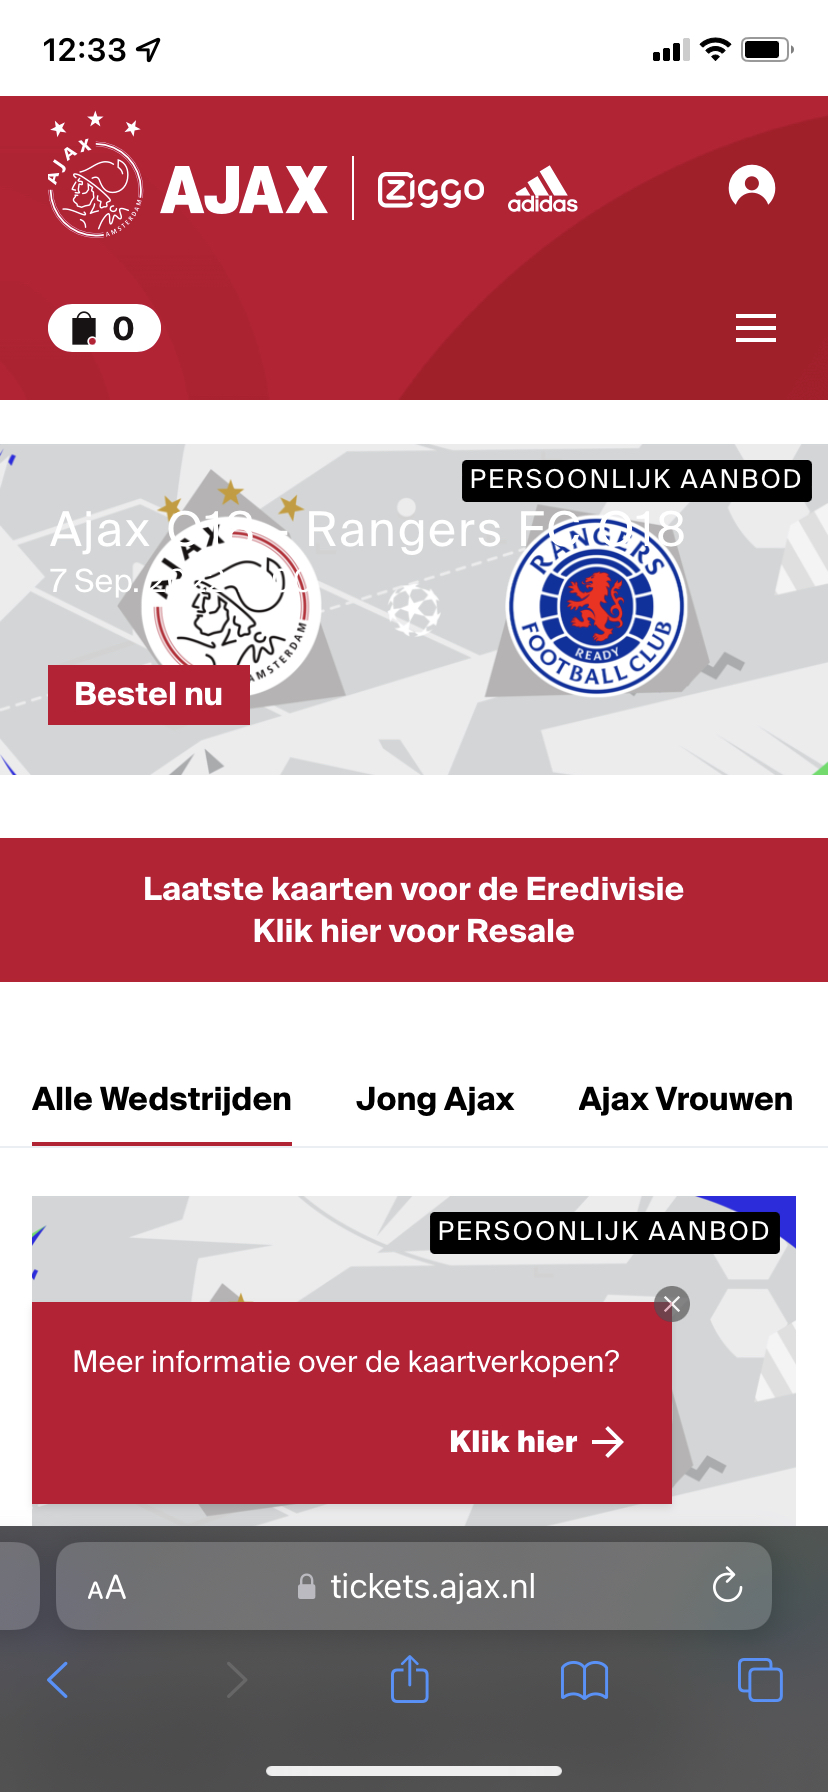 12:33
AJAX
AMSTERDAM
AJAX
Ziggo
adidas
0
PERSOONLIJK AANBOD
Ajax O18 - Rangers FC O18
7 Sep.
AJAX
AMSTERDAM
RANGERS
READY
FOOTBALL CLUB
Bestel nu
Laatste kaarten voor de Eredivisie
Klik hier voor Resale
Alle Wedstrijden Jong Ajax Ajax Vrouwen
PERSOONLIJK AANBOD
Meer informatie over de kaartverkopen?
Klik hier
AA tickets.ajax.nl